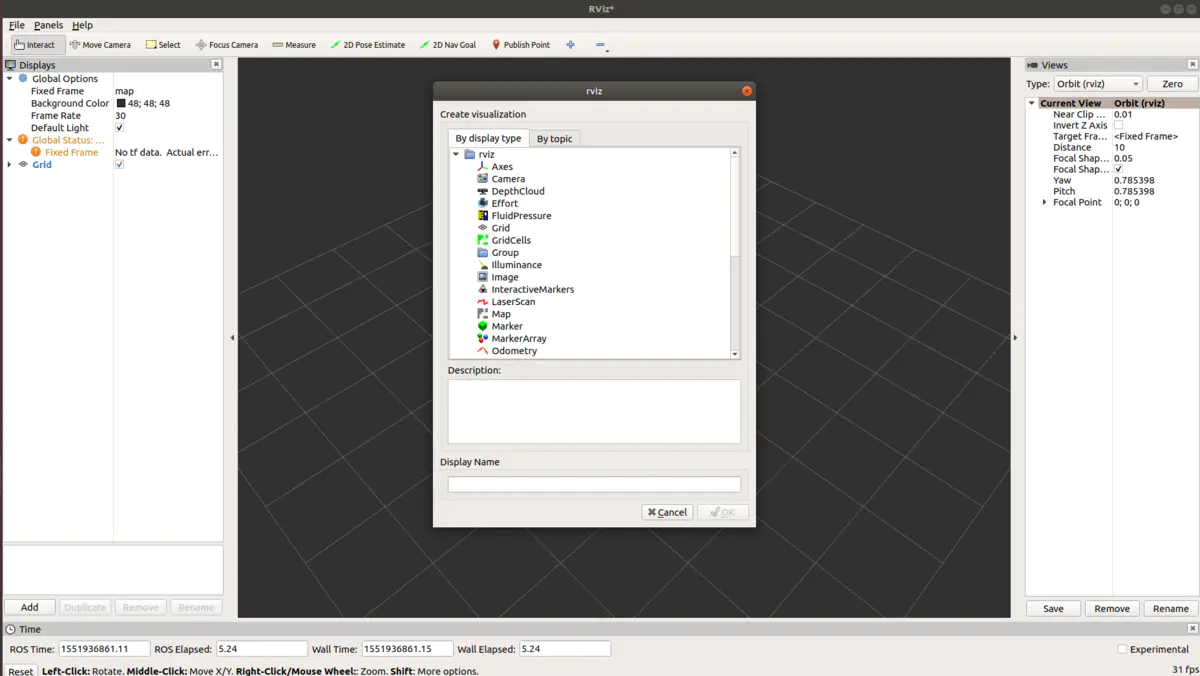 RViz*
File Panels Help
Interact Move Camera Select Focus Camera Measure 2D Pose Estimate 2D Nav Goal Publish Point
Displays
Global Options
Fixed Frame map
Background Color 48; 48; 48
Frame Rate 30
Default Light
Global Status: ...
Fixed Frame No tf data. Actual err...
Grid
Add Duplicate Remove Rename
rviz
Create visualization
By display type By topic
rviz
Axes
Camera
DepthCloud
Effort
FluidPressure
Grid
GridCells
Group
Illuminance
Image
InteractiveMarkers
LaserScan
Map
Marker
MarkerArray
Odometry
Description:
Display Name
Cancel OK
Views
Type: Orbit (rviz) Zero
Current View Orbit (rviz)
Near Clip ... 0.01
Invert Z Axis
Target Fra... <Fixed Frame>
Distance 10
Focal Shap... 0.05
Focal Shap...
Yaw 0.785398
Pitch 0.785398
Focal Point 0; 0; 0
Save Remove Rename
Time
ROS Time: 1551936861.11 ROS Elapsed: 5.24 Wall Time: 1551936861.15 Wall Elapsed: 5.24 Experimental
Reset Left-Click: Rotate. Middle-Click: Move X/Y. Right-Click/Mouse Wheel:: Zoom. Shift: More options. 31 fps